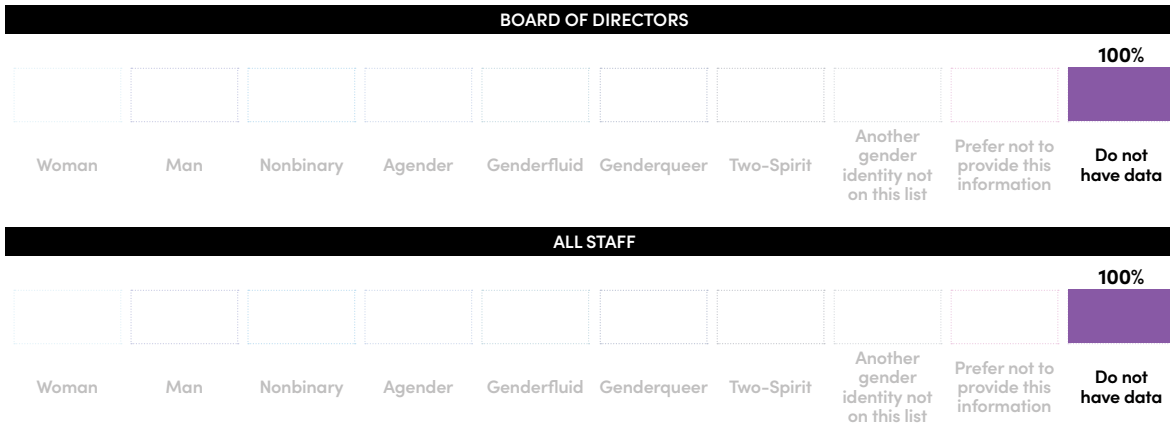 BOARD OF DIRECTORS
100%
Woman
Man
Nonbinary
Agender
Genderfluid
Genderqueer
Two-Spirit
Another
gender
identity not
on this list
Prefer not to
provide this
information
Do not
have data
ALL STAFF
100%
Woman
Man
Nonbinary
Agender
Genderfluid
Genderqueer
Two-Spirit
Another
gender
identity not
on this list
Prefer not to
provide this
information
Do not
have data